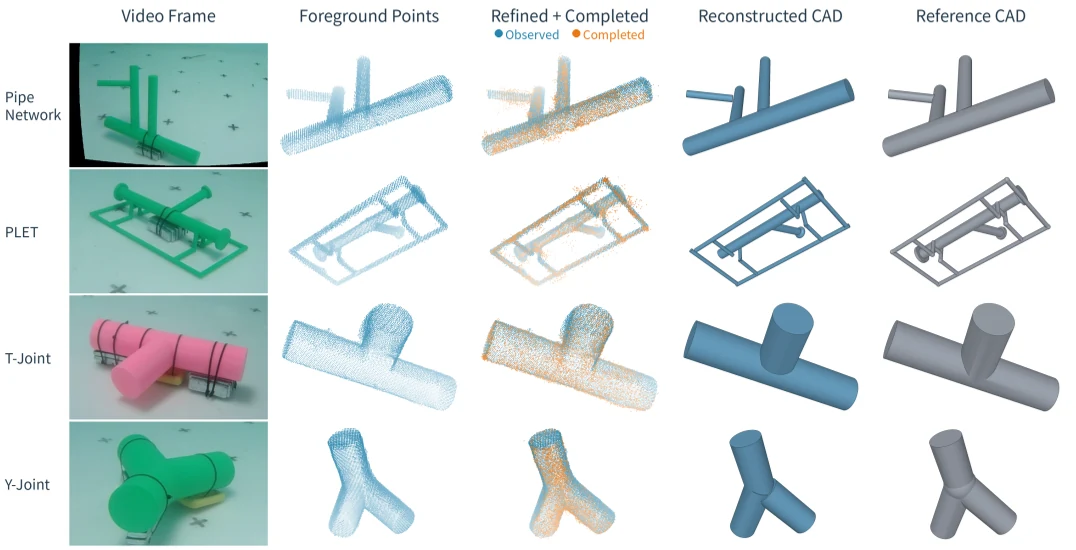 Video Frame
Foreground Points
Refined + Completed
Observed Completed
Reconstructed CAD
Reference CAD
Pipe
Network
PLET
T-Joint
Y-Joint